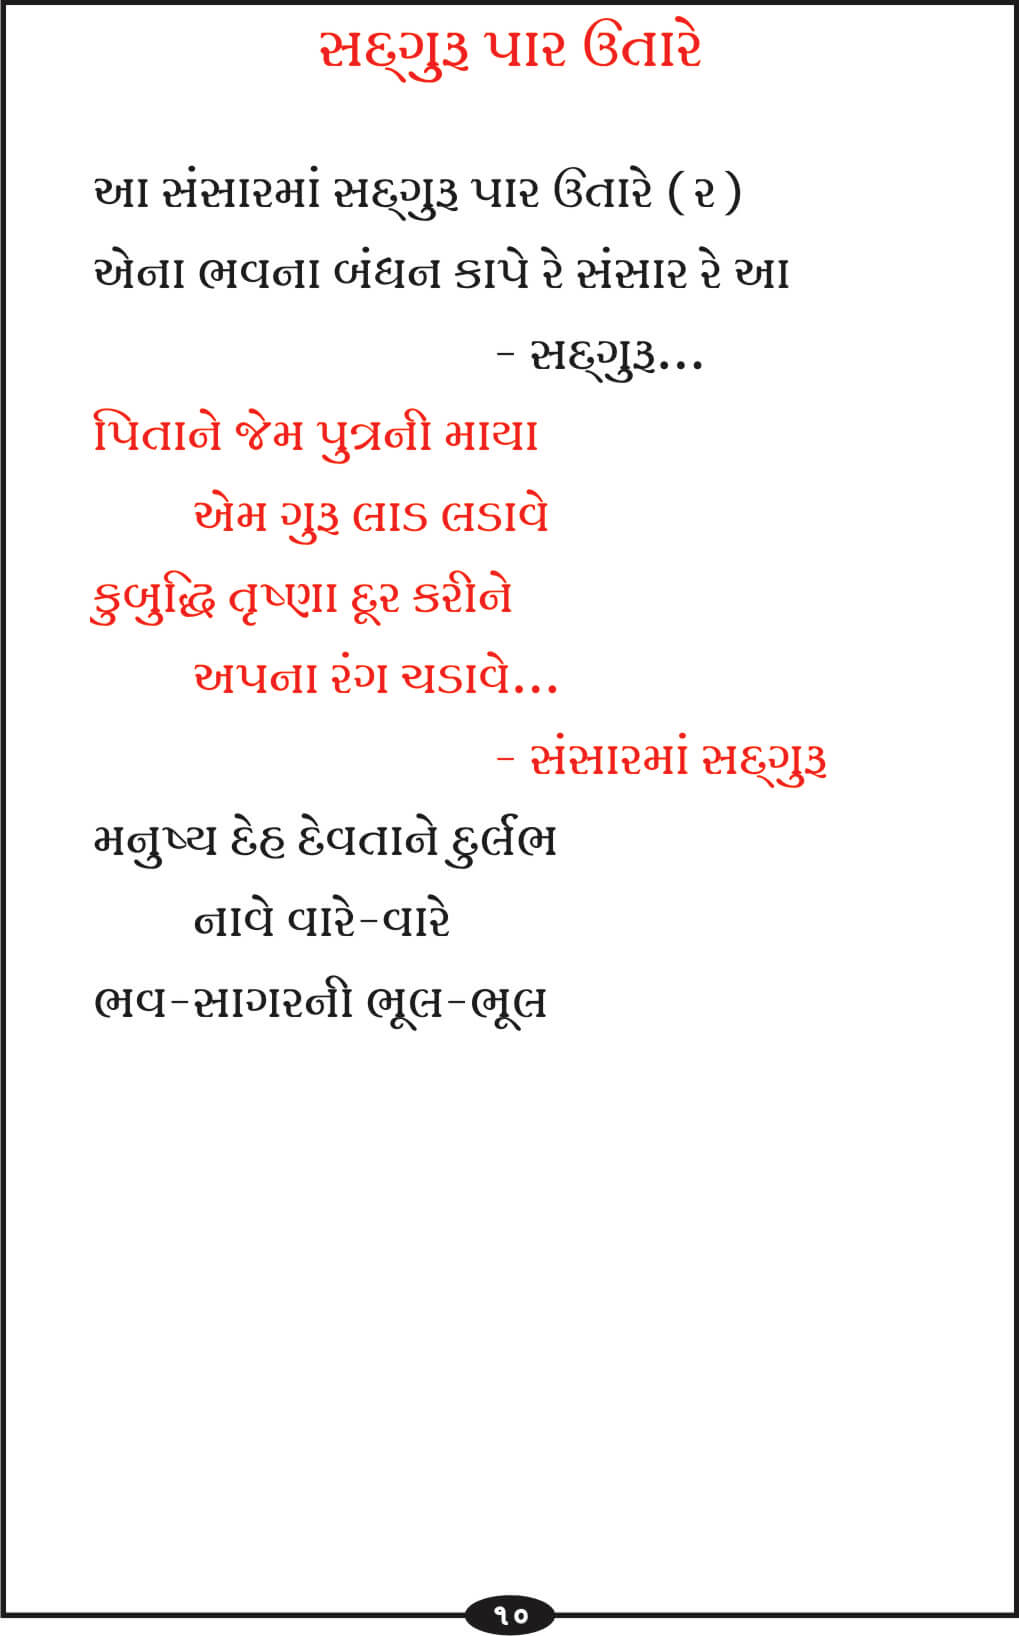 સદ્ગુરૂ પાર ઉતારે
આ સંસારમાં સદ્ગુરૂ પાર ઉતારે (ર)
એના ભવના બંધન કાપે રે સંસાર રે આ
- સદ્ગુરૂ...
પિતાને જેમ પુત્રની માયા
એમ ગુરૂ લાડ લડાવે
કુબુદ્ધિ તૃષ્ણા દૂર કરીને
અપના રંગ ચડાવે...
- સંસારમાં સદ્ગુરૂ
મનુષ્ય દેહ દેવતાને દુર્લભ
નાવે વારે-વારે
ભવ-સાગરની ભૂલ-ભૂલ
૧૦